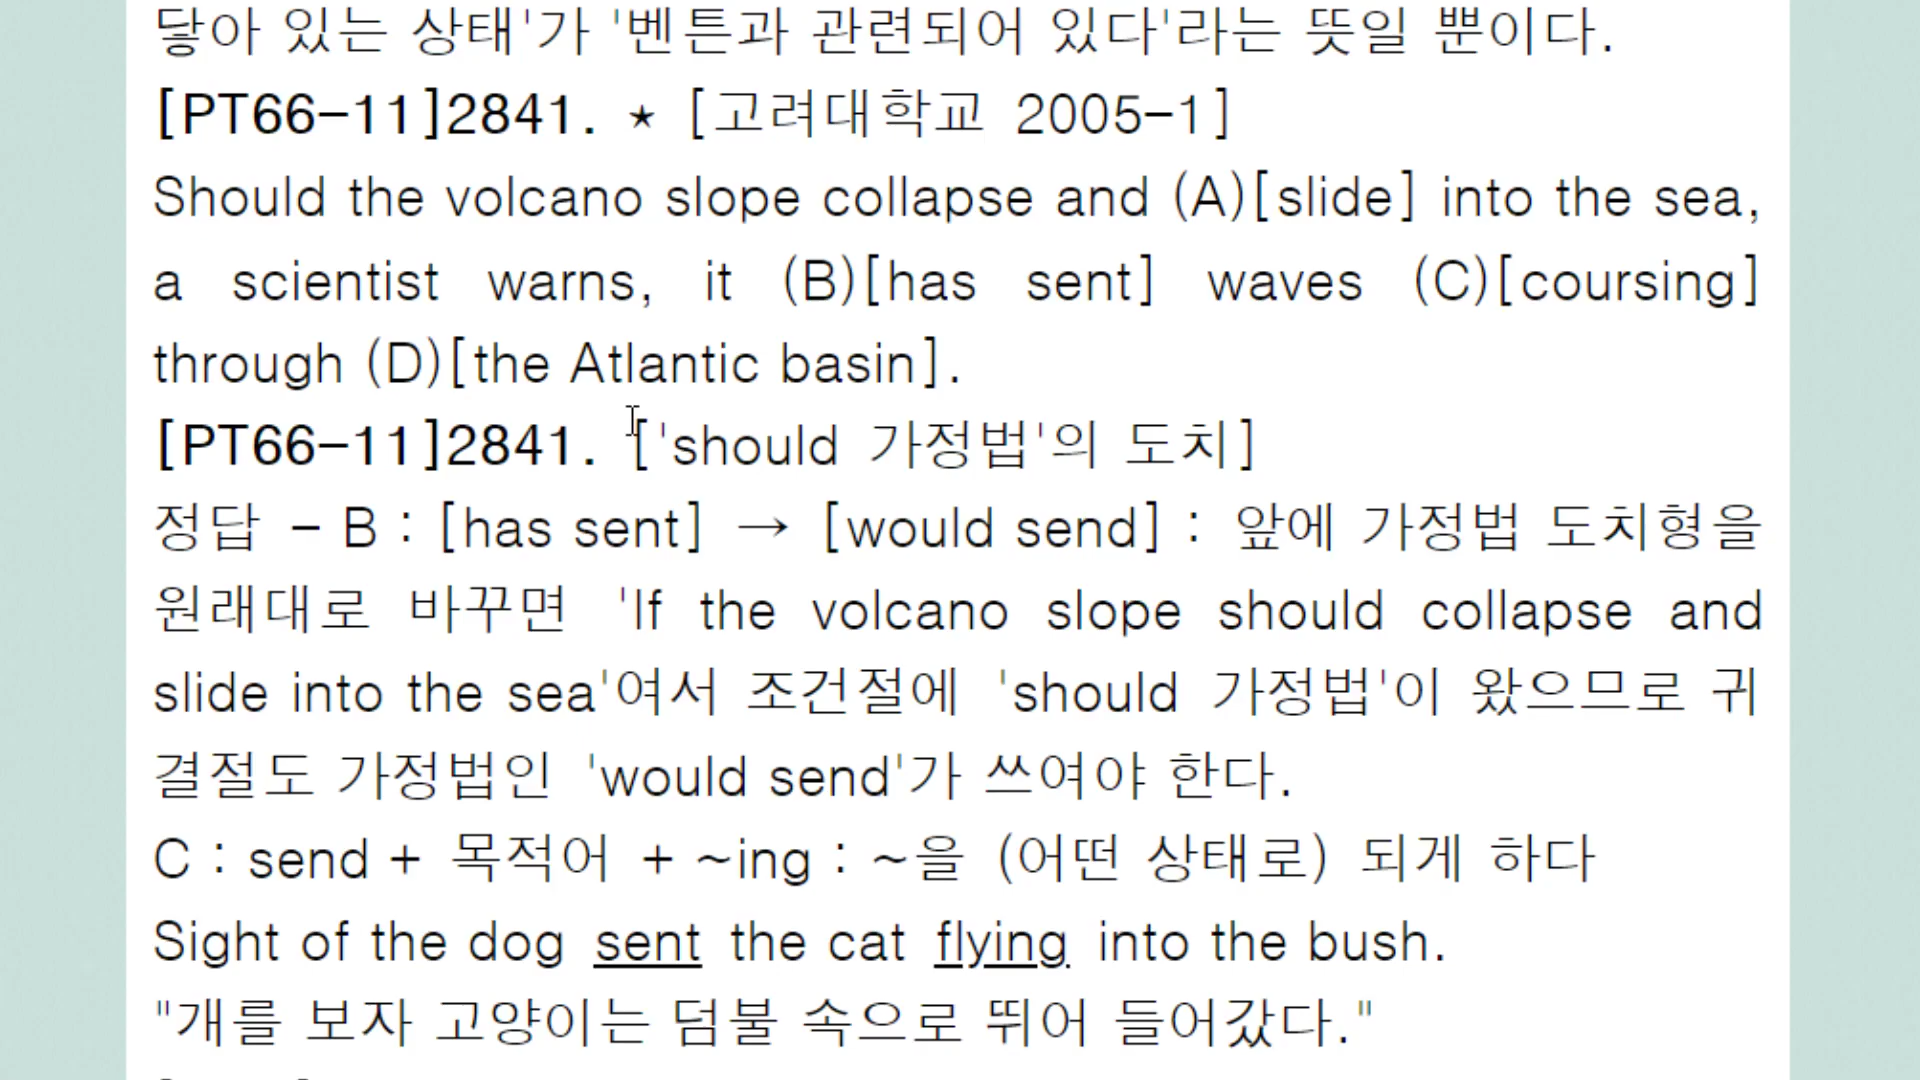 닿아 있는 상태'가 '벤튼과 관련되어 있다'라는 뜻일 뿐이다.
[PT66-11]2841. ★ [고려대학교 2005-1]
Should the volcano slope collapse and (A)[slide] into the sea,
a scientist warns, it (B)[has sent] waves (C)[coursing]
through (D)[the Atlantic basin].
[PT66-11]2841. ['should 가정법'의 도치]
정답 - B : [has sent] → [would send] : 앞에 가정법 도치형을
원래대로 바꾸면 'If the volcano slope should collapse and
slide into the sea'여서 조건절에 'should 가정법'이 왔으므로 귀
결절도 가정법인 'would send'가 쓰여야 한다.
C : send + 목적어 + ~ing : ~을 (어떤 상태로) 되게 하다
Sight of the dog sent the cat flying into the bush.
"개를 보자 고양이는 덤불 속으로 뛰어 들어갔다."